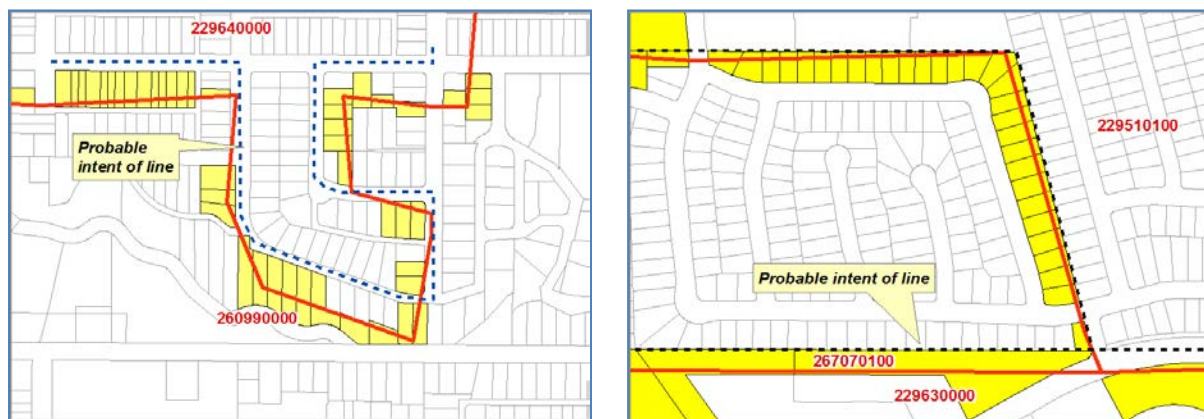 229640000
Probable
intent of line
260990000
229510100
Probable intent of line
267070100
229630000